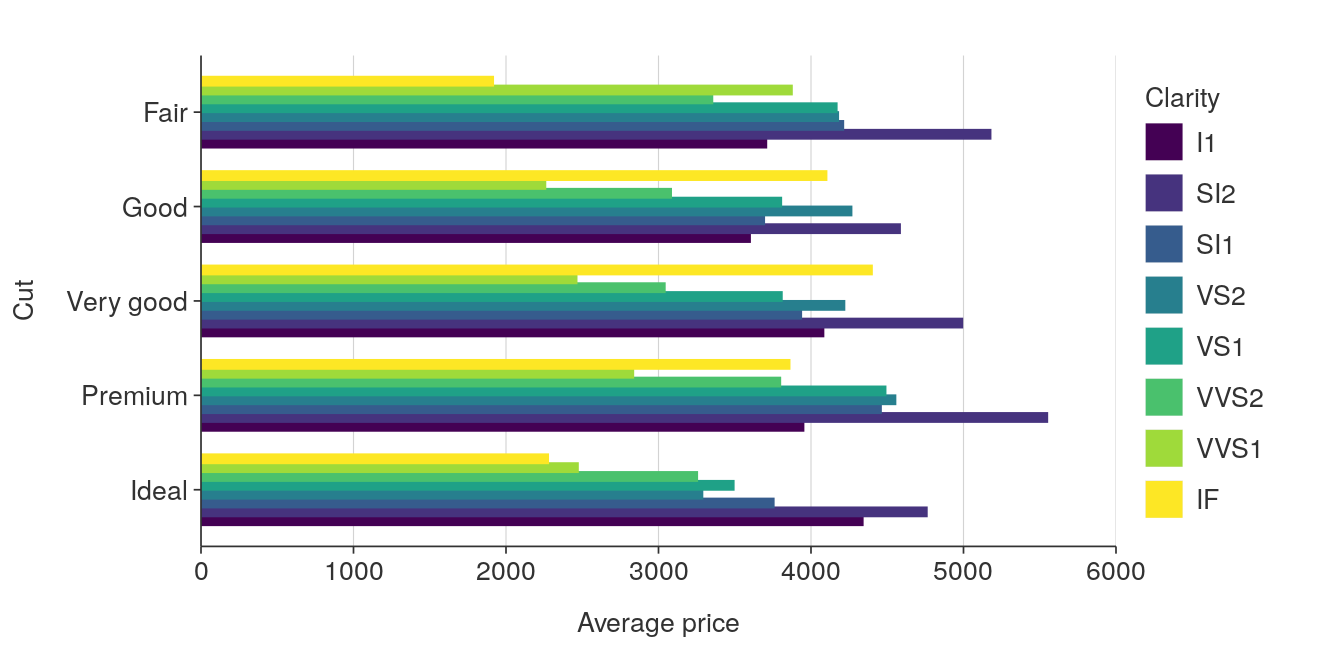 Cut
Fair
Good
Very good
Premium
Ideal
0 1000 2000 3000 4000 5000 6000
Average price
Clarity
I1
SI2
SI1
VS2
VS1
VVS2
VVS1
IF